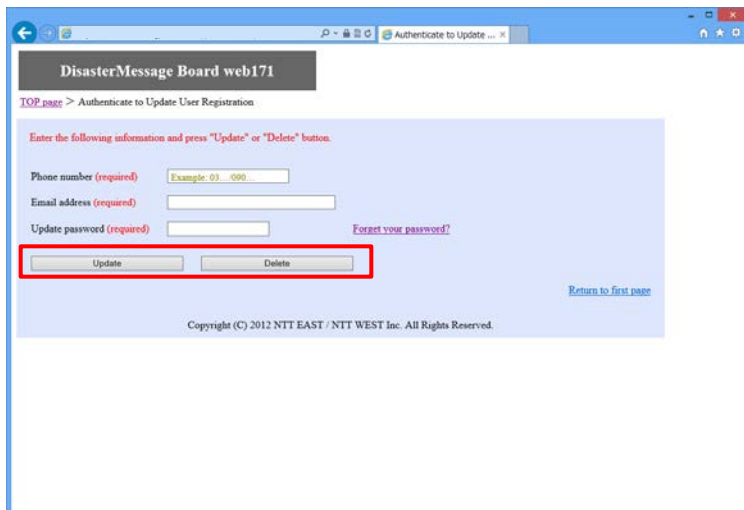 Authenticate to Update ...
DisasterMessage Board web171
TOP page > Authenticate to Update User Registration
Enter the following information and press "Update" or "Delete" button.
Phone number (required) Example: 03.../090...
Email address (required)
Update password (required) Forget your password?
Update Delete
Return to first page
Copyright (C) 2012 NTT EAST / NTT WEST Inc. All Rights Reserved.